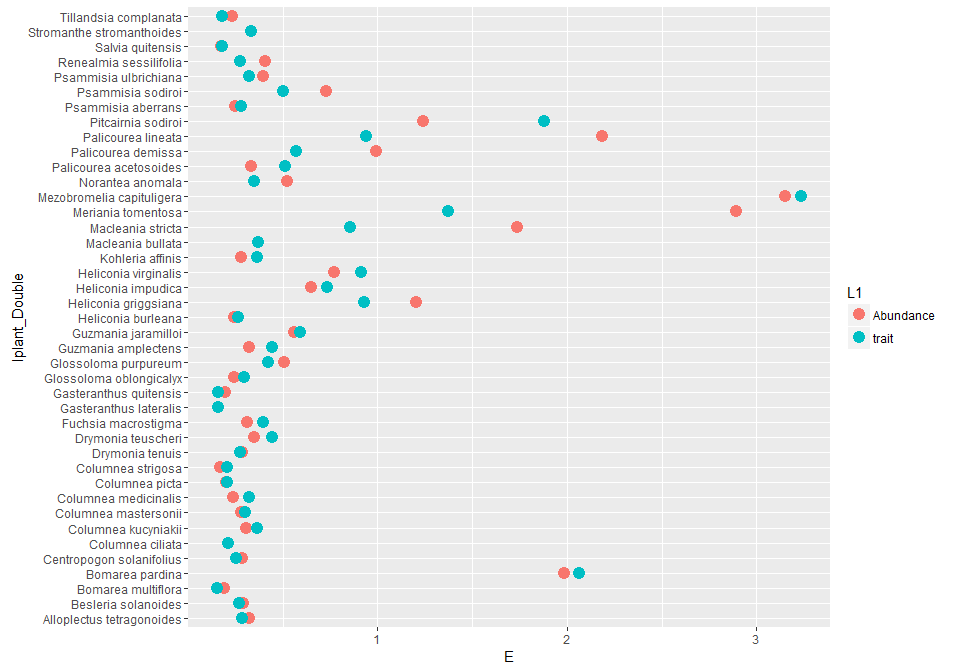 Tillandsia complanata
Stromanthe stromanthoides
Salvia quitensis
Renealmia sessilifolia
Psammisia ulbrichiana
Psammisia sodiroi
Psammisia aberrans
Pitcairnia sodiroi
Palicourea lineata
Palicourea demissa
Palicourea acetosoides
Norantea anomala
Mezobromelia capituligera
Meriania tomentosa
Macleania stricta
Macleania bullata
Kohleria affinis
Heliconia virginalis
Heliconia impudica
Heliconia griggsiana
Heliconia burleana
Guzmania jaramilloi
Guzmania amplectens
Glossoloma purpureum
Glossoloma oblongicalyx
Gasteranthus quitensis
Gasteranthus lateralis
Fuchsia macrostigma
Drymonia teuscheri
Drymonia tenuis
Columnea strigosa
Columnea picta
Columnea medicinalis
Columnea mastersonii
Columnea kucyniakii
Columnea ciliata
Centropogon solanifolius
Bomarea pardina
Bomarea multiflora
Besleria solanoides
Alloplectus tetragonoides
Iplant_Double
1 2 3
E
L1
Abundance
trait